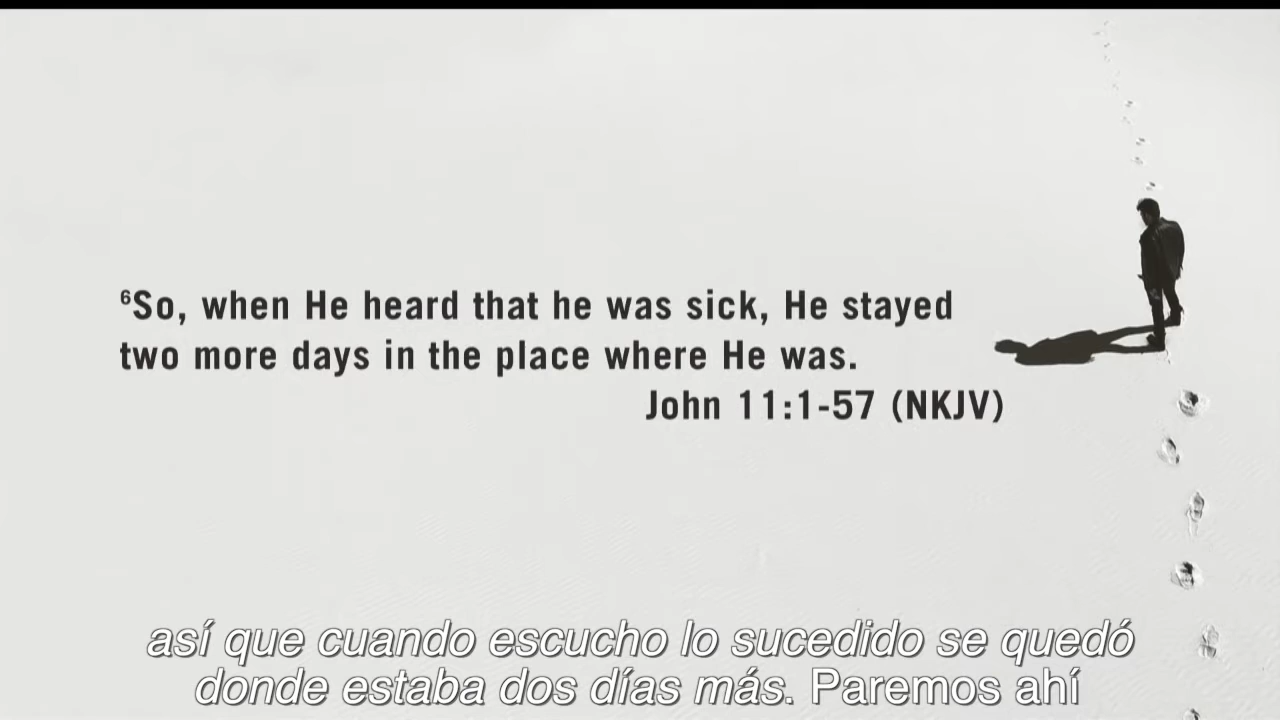 ⁶So, when He heard that he was sick, He stayed
two more days in the place where He was.
John 11:1-57 (NKJV)
así que cuando escucho lo sucedido se quedó
donde estaba dos días más. Paremos ahí